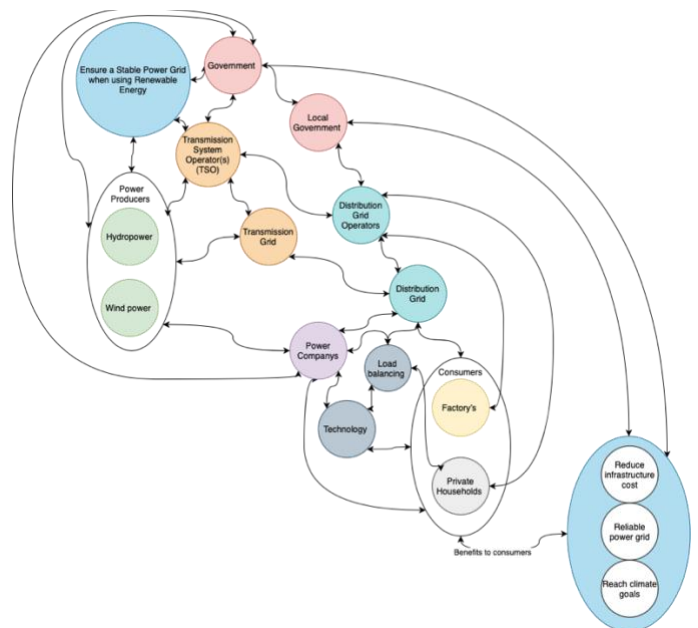 Ensure a Stable Power Grid
when using Renewable
Energy
Government
Local
Government
Transmission
System
Operator(s)
(TSO)
Power
Producers
Hydropower
Wind power
Transmission
Grid
Distribution
Grid
Operators
Distribution
Grid
Power
Companys
Load
balancing
Technology
Consumers
Factory's
Private
Households
Benefits to consumers
Reduce
infrastructure
cost
Reliable
power grid
Reach climate
goals